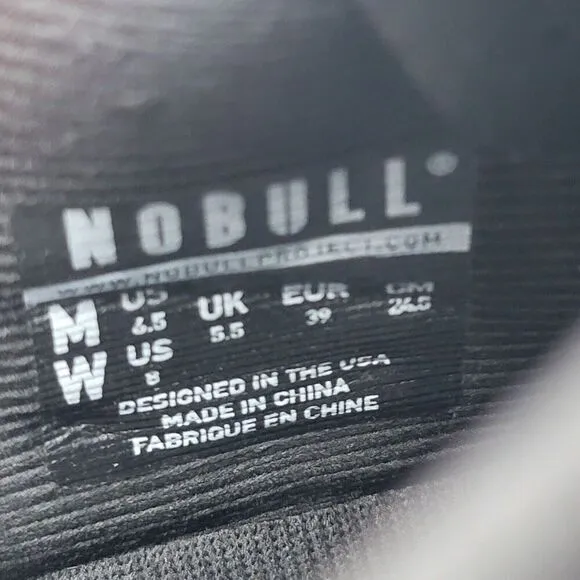 NOBULL®
WWW.NOBULLPROJECT.COM
M US UK EUR CM
6.5 5.5 39 24.5
W US
8
DESIGNED IN THE USA
MADE IN CHINA
FABRIQUE EN CHINE